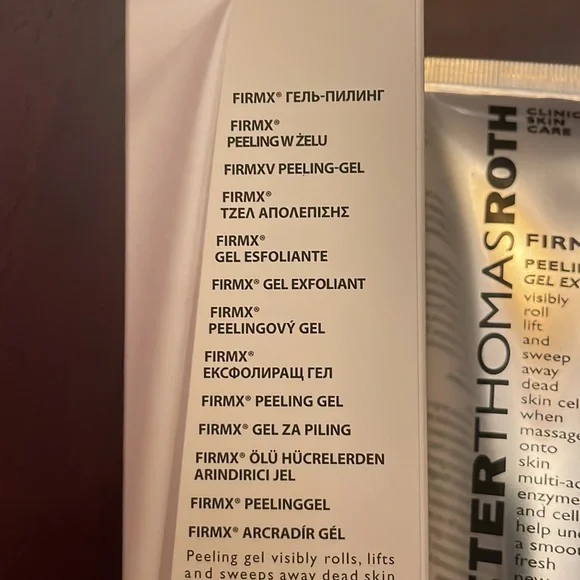 FIRMX® ГЕЛЬ-ПИЛИНГ
FIRMX®
PEELING W ŻELU
FIRMXV PEELING-GEL
FIRMX®
ΤΖΕΛ ΑΠΟΛΕΠΙΣΗΣ
FIRMX®
GEL ESFOLIANTE
FIRMX® GEL EXFOLIANT
FIRMX®
PEELINGOVÝ GEL
FIRMX®
ЕКСФОЛИРАЩ ГЕЛ
FIRMX® PEELING GEL
FIRMX® GEL ZA PILING
FIRMX® ÖLÜ HÜCRELERDEN
ARINDIRICI JEL
FIRMX® PEELINGGEL
FIRMX® ARCRADÍR GÉL
Peeling gel visibly rolls, lifts
and sweeps away dead skin
TERTHOMASROTH
CLINIC
SKIN
CARE
FIRM
PEELI
GEL EX
visibly
roll
lift
and
sweep
away
dead
skin cel
when
massage
onto
skin
multi-ac
enzyme
and cell
help un
a smoo
fresh